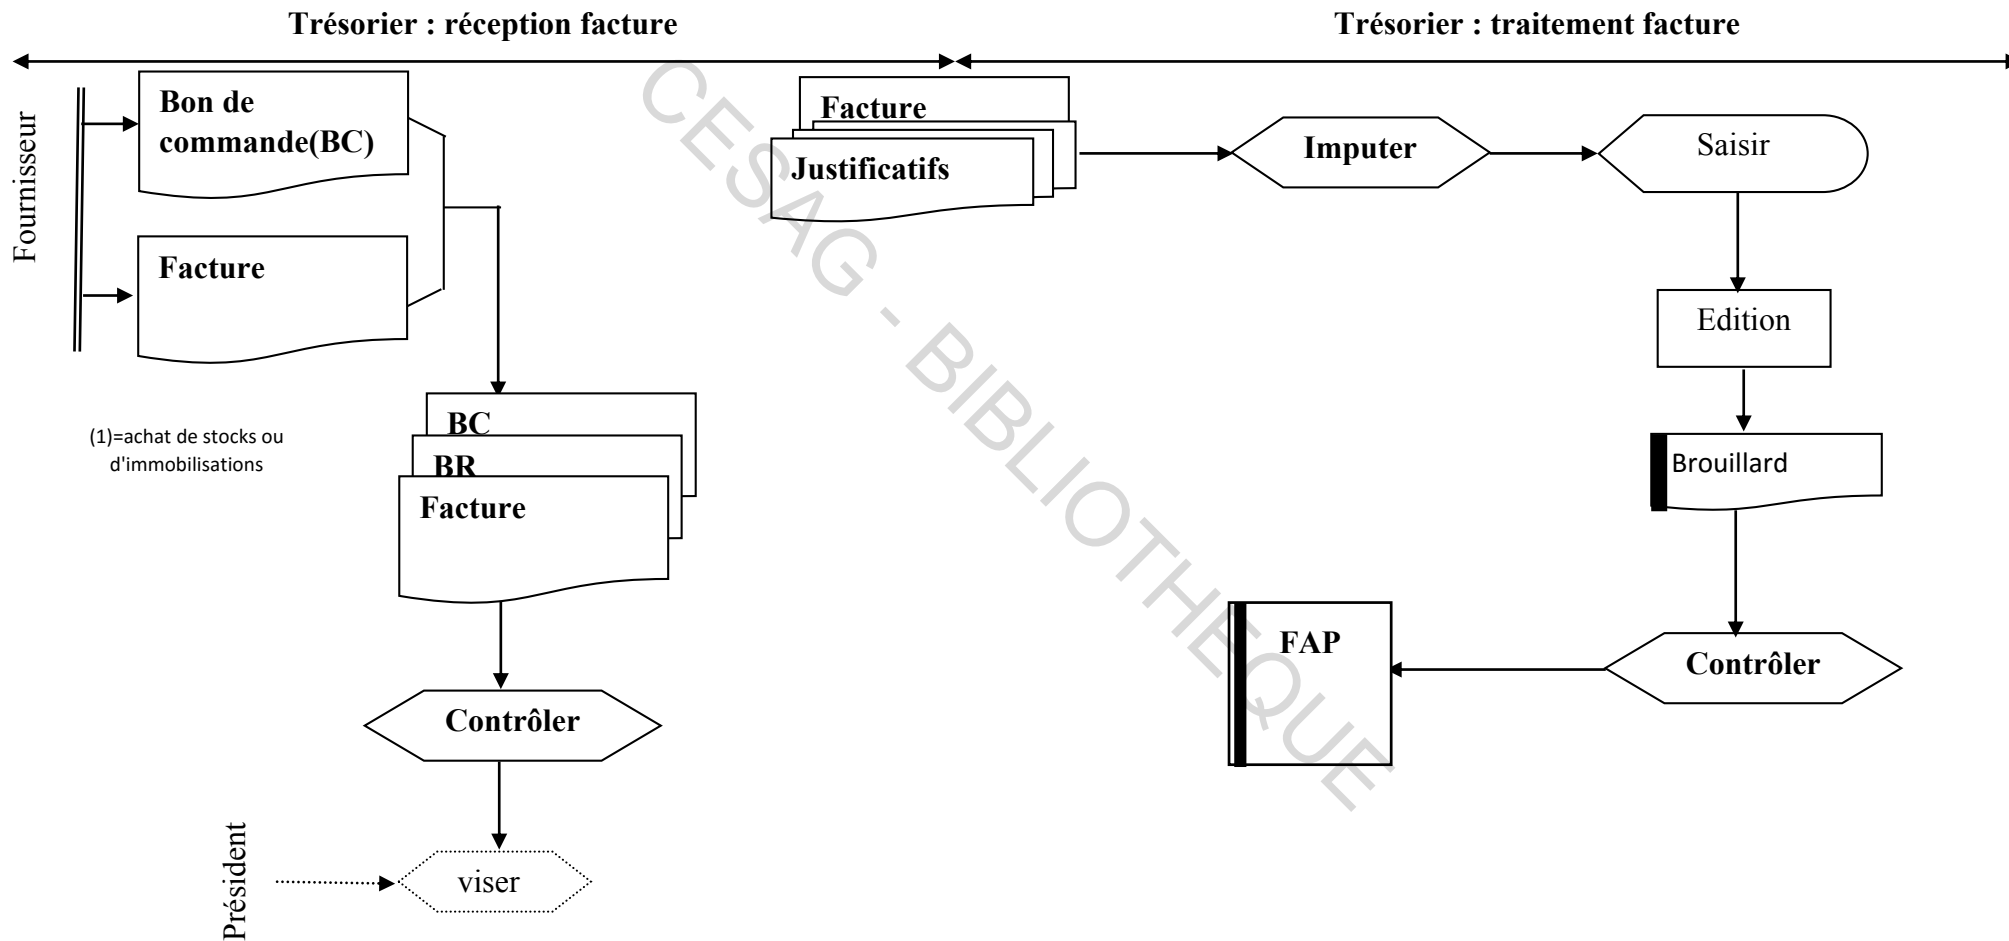 Trésorier : réception facture
Trésorier : traitement facture
Fournisseur
Bon de
commande(BC)
Facture
(1)=achat de stocks ou
d'immobilisations
BC
BR
Facture
Contrôler
Président
viser
Facture
Justificatifs
Imputer
Saisir
Edition
Brouillard
Contrôler
FAP
CESAG - BIBLIOTHEQUE